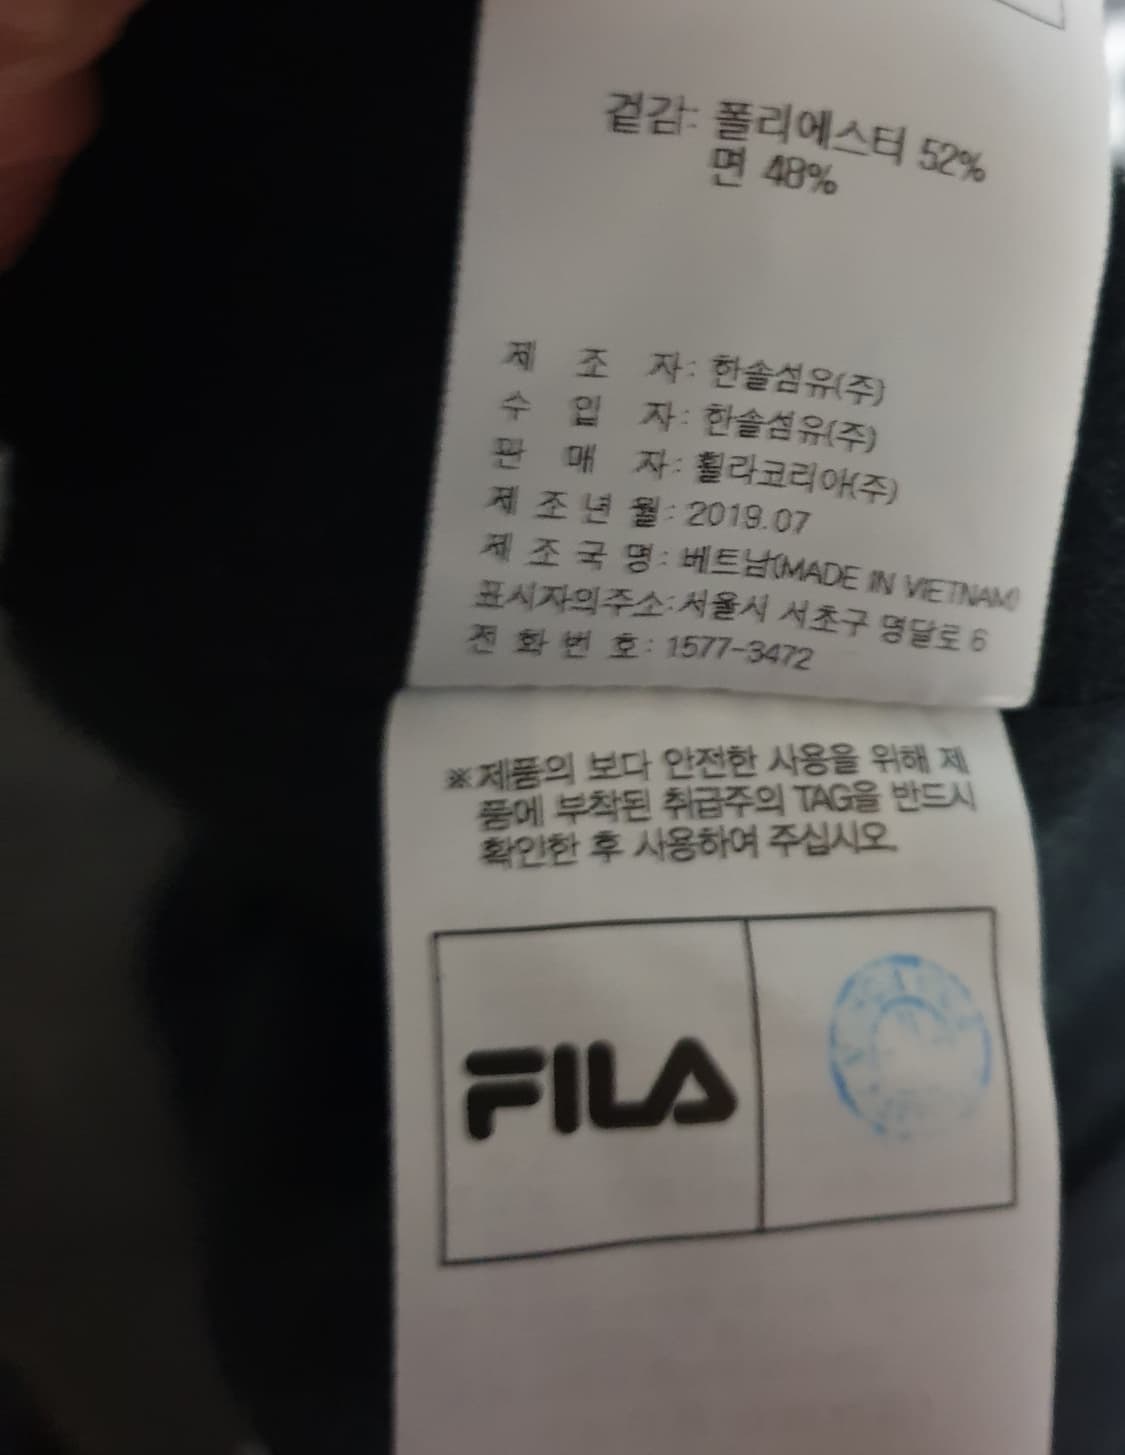 겉감: 폴리에스터 52%
면 48%
제 조 자: 한솔섬유(주)
수 입 자: 한솔섬유(주)
판 매 자: 휠라코리아(주)
제 조 년 월: 2019.07
제 조 국 명: 베트남(MADE IN VIETNAM)
표시자의주소:서울시 서초구 명달로 6
전 화 번 호: 1577-3472
※제품의 보다 안전한 사용을 위해 제
품에 부착된 취급주의 TAG을 반드시
확인한 후 사용하여 주십시오.
FILA